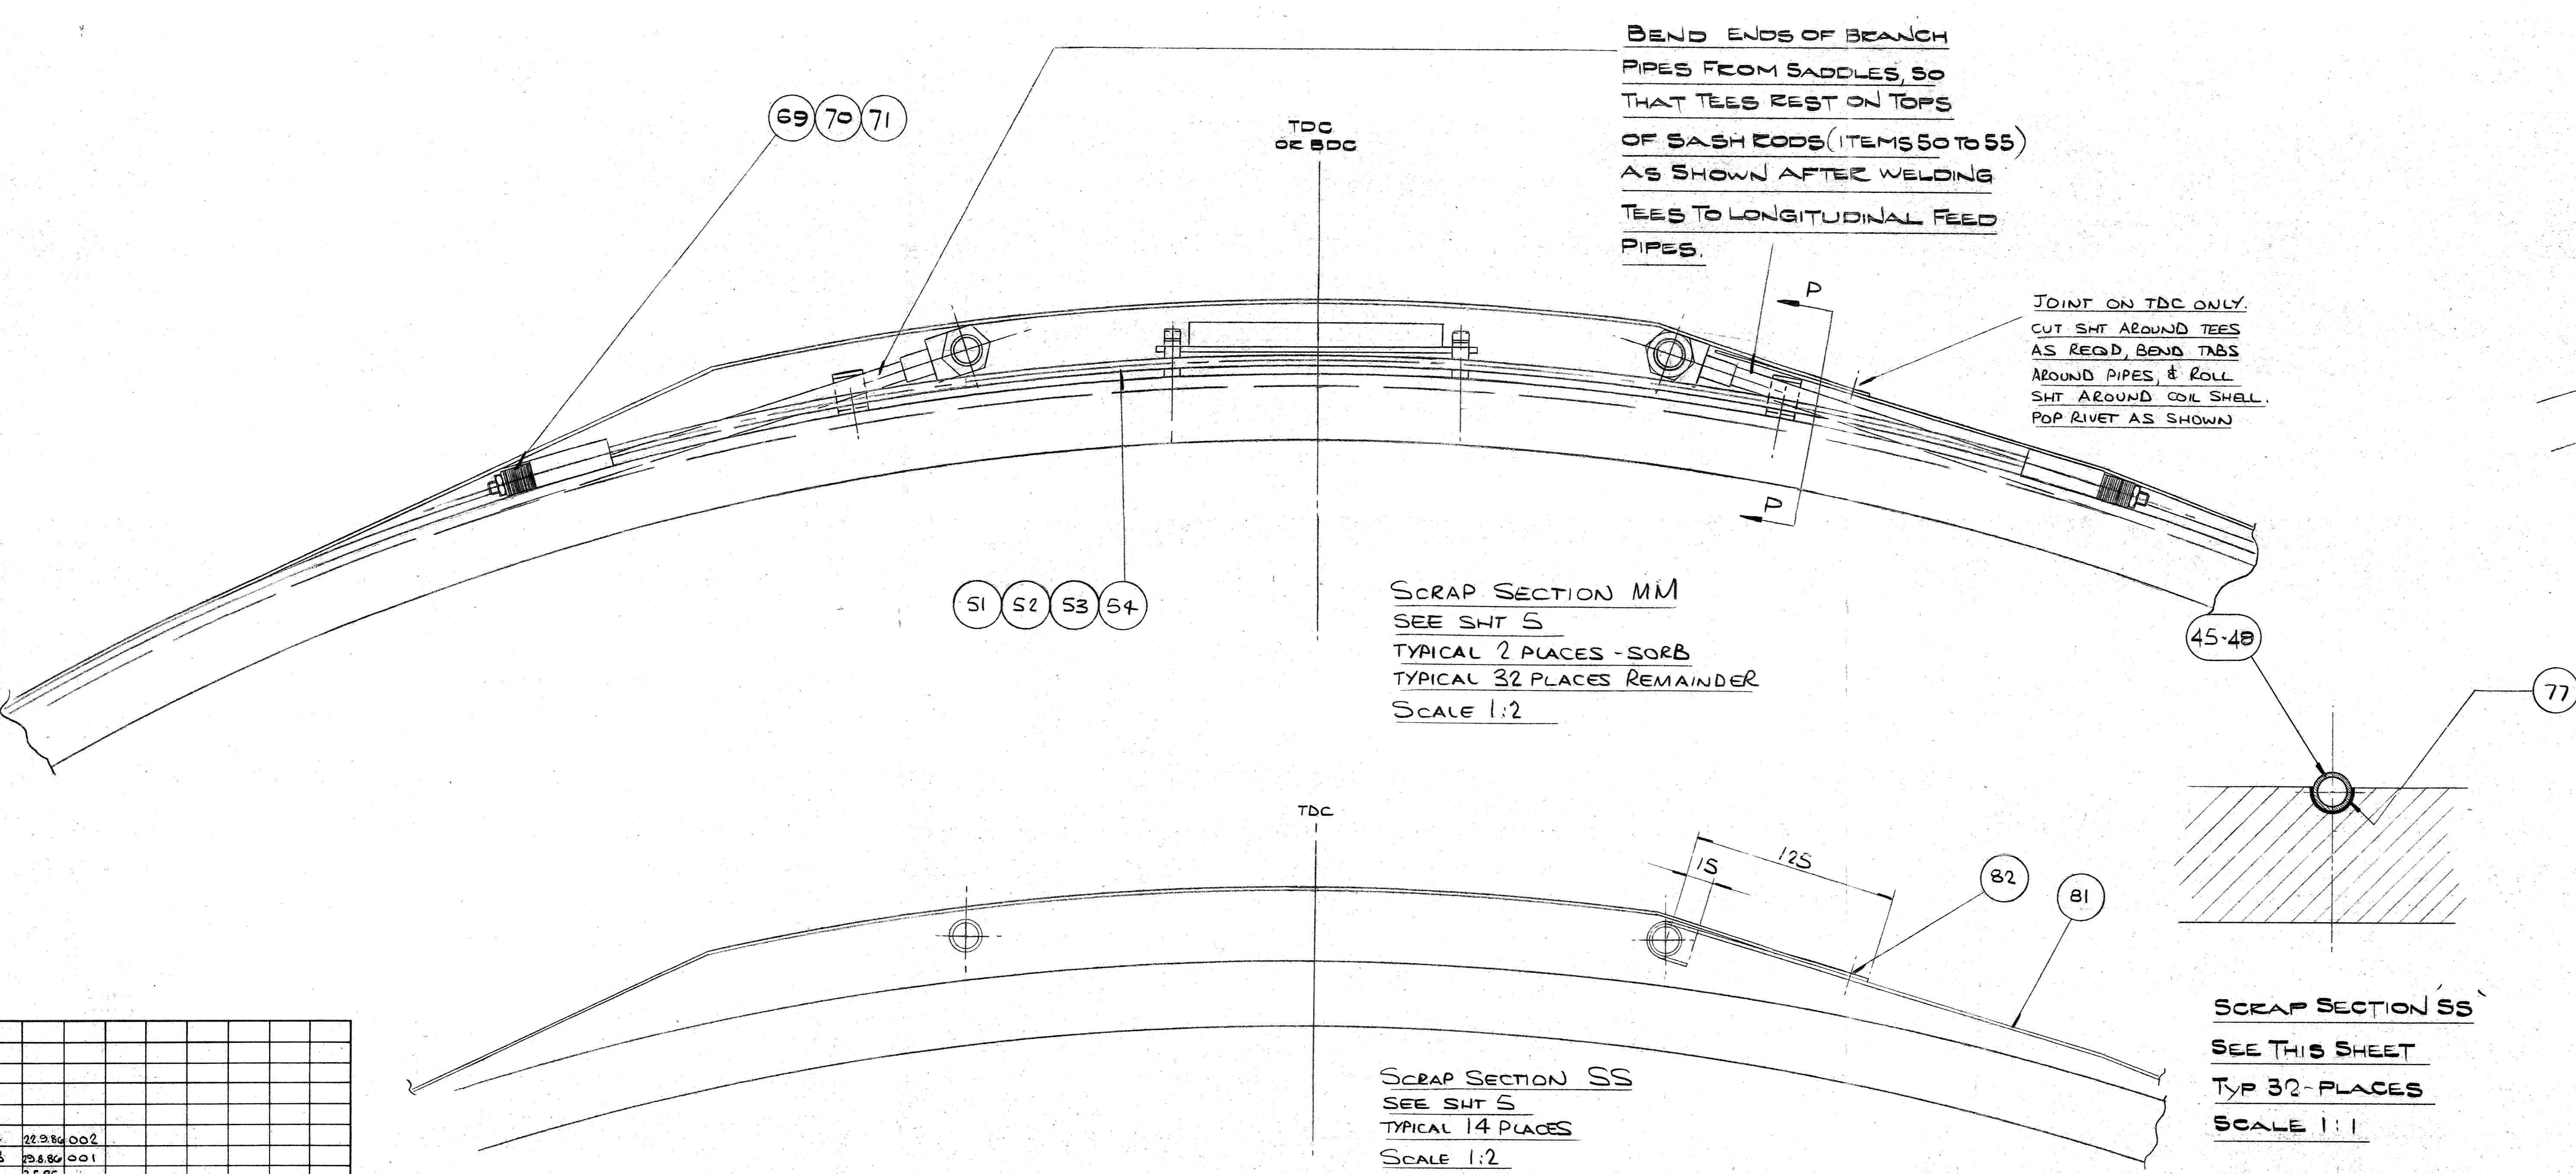 BEND ENDS OF BRANCH
PIPES FROM SADDLES, SO
THAT TEES REST ON TOPS
OF SASH RODS (ITEMS 50 TO 55)
AS SHOWN AFTER WELDING
TEES TO LONGITUDINAL FEED
PIPES.
69 70 71
TDC
OR BDC
P
P
JOINT ON TDC ONLY.
CUT SHT AROUND TEES
AS REQD, BEND TABS
AROUND PIPES, & ROLL
SHT AROUND COIL SHELL.
POP RIVET AS SHOWN
51 52 53 54
SCRAP SECTION MM
SEE SHT 5
TYPICAL 2 PLACES - SORB
TYPICAL 32 PLACES REMAINDER
SCALE 1:2
45-48
77
TDC
15
125
82
81
SCRAP SECTION SS
SEE SHT 5
TYPICAL 14 PLACES
SCALE 1:2
SCRAP SECTION 'SS'
SEE THIS SHEET
TYP 32-PLACES
SCALE 1:1
22.9.86 002
29.8.86 001